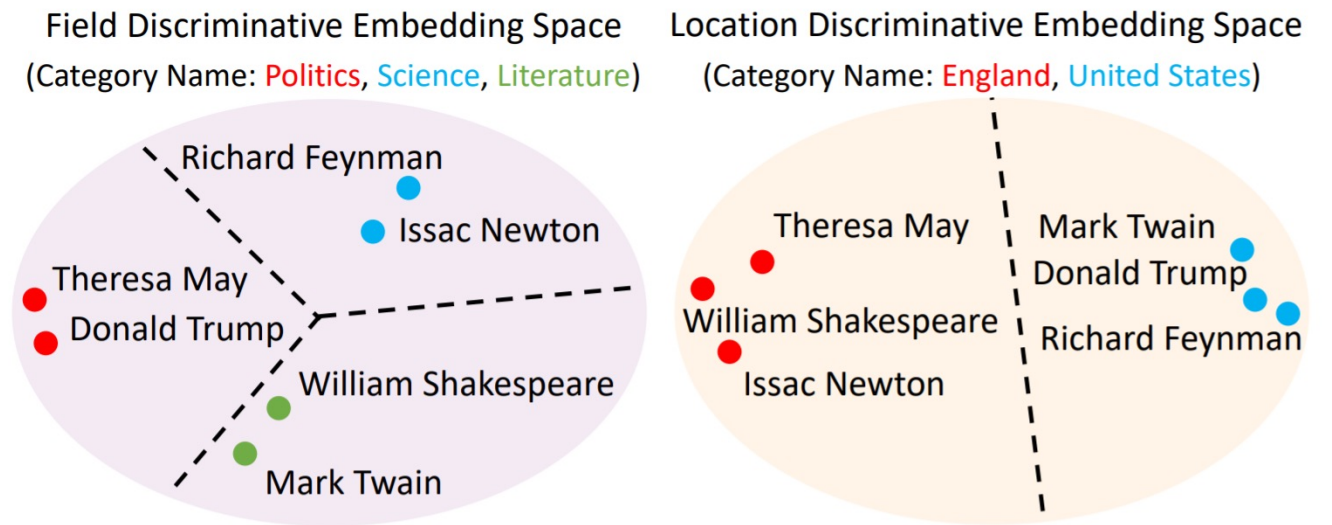 Field Discriminative Embedding Space
(Category Name: Politics, Science, Literature)
Richard Feynman
Issac Newton
Theresa May
Donald Trump
William Shakespeare
Mark Twain
Location Discriminative Embedding Space
(Category Name: England, United States)
Theresa May
William Shakespeare
Issac Newton
Mark Twain
Donald Trump
Richard Feynman